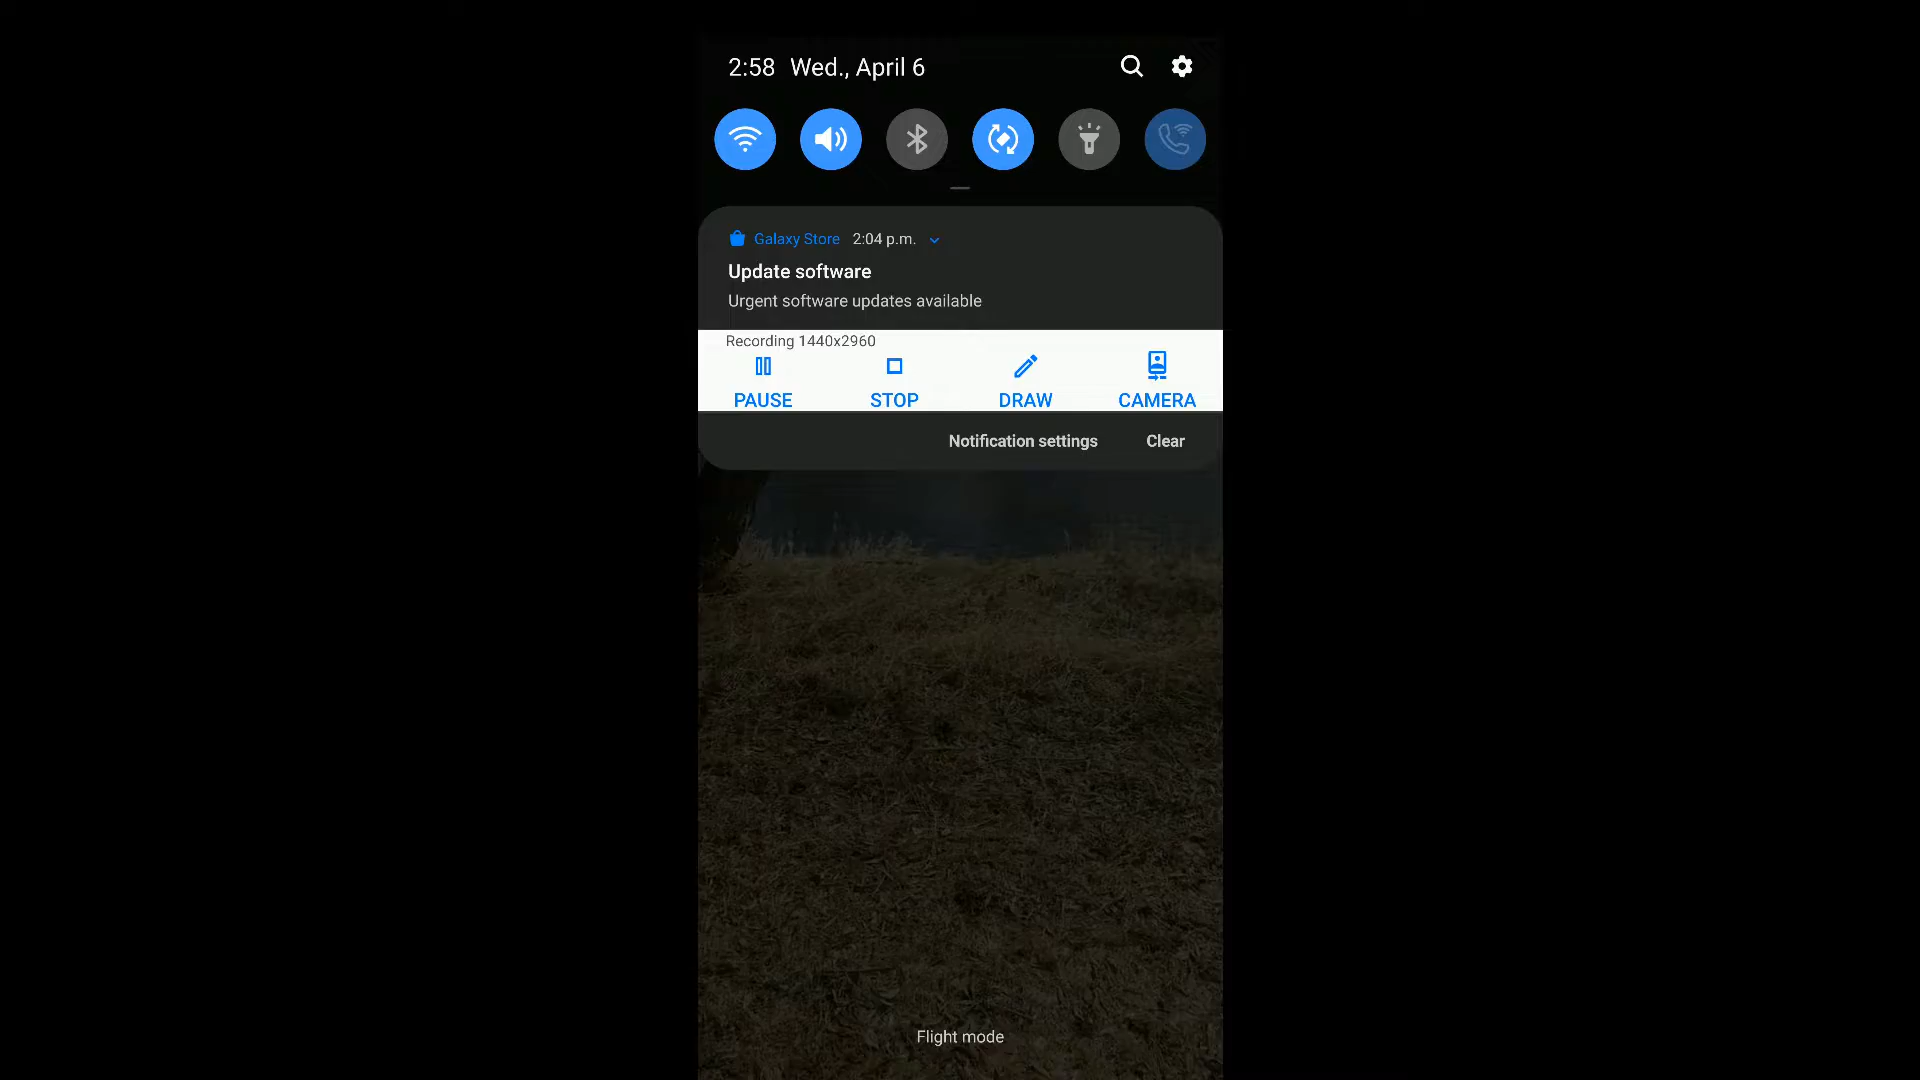 2:58 Wed., April 6
Galaxy Store 2:04 p.m.
Update software
Urgent software updates available
Recording 1440x2960
PAUSE STOP DRAW CAMERA
Notification settings Clear
Flight mode